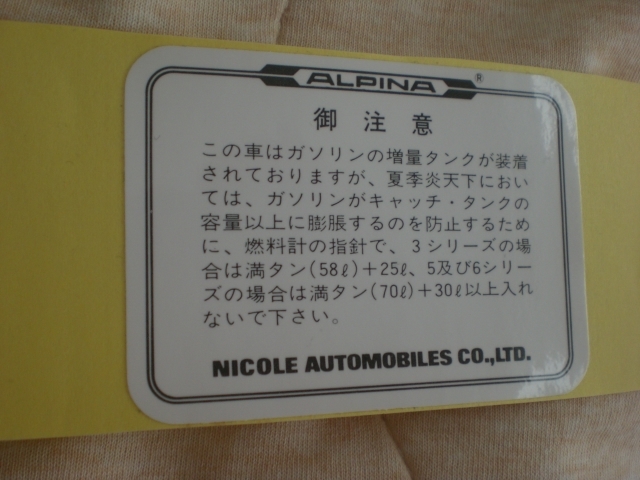 ALPINA ®
御注意
この車はガソリンの増量タンクが装着
されておりますが、夏季炎天下におい
ては、ガソリンがキャッチ・タンクの
容量以上に膨脹するのを防止するため
に、燃料計の指針で、3シリーズの場
合は満タン(58ℓ)+25ℓ、5及び6シリー
ズの場合は満タン(70ℓ)+30ℓ以上入れ
ないで下さい。
NICOLE AUTOMOBILES CO.,LTD.